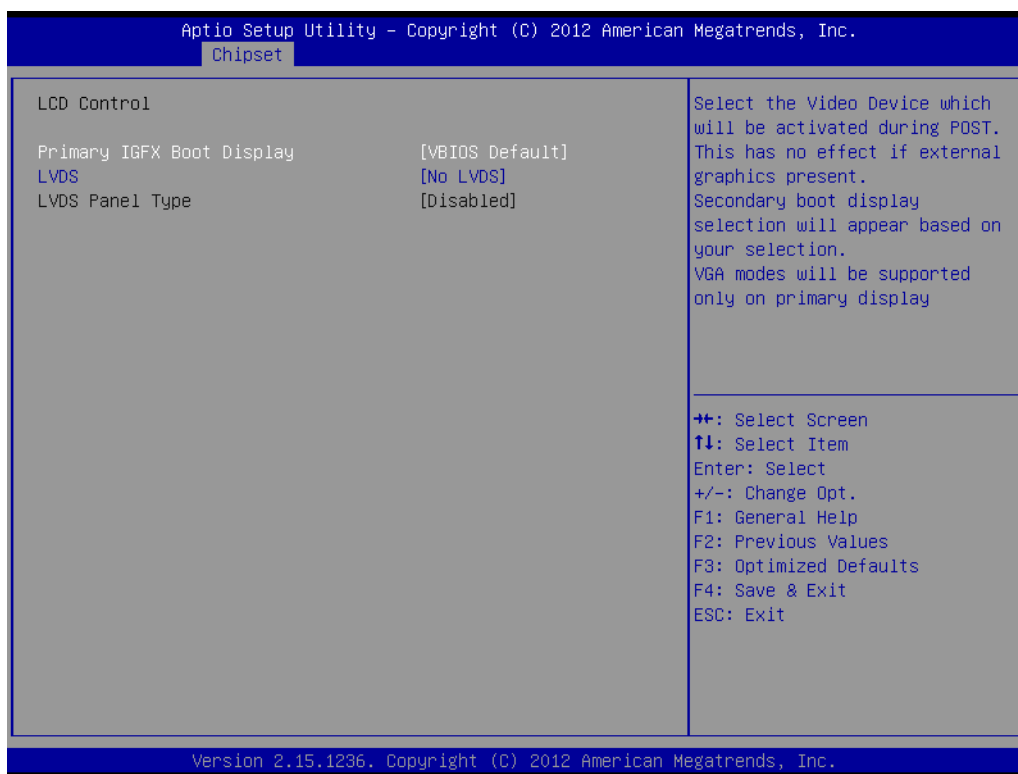 Aptio Setup Utility – Copyright (C) 2012 American Megatrends, Inc.
Chipset
LCD Control
Primary IGFX Boot Display [VBIOS Default]
LVDS [No LVDS]
LVDS Panel Type [Disabled]
Select the Video Device which
will be activated during POST.
This has no effect if external
graphics present.
Secondary boot display
selection will appear based on
your selection.
VGA modes will be supported
only on primary display
→←: Select Screen
↑↓: Select Item
Enter: Select
+/-: Change Opt.
F1: General Help
F2: Previous Values
F3: Optimized Defaults
F4: Save & Exit
ESC: Exit
Version 2.15.1236. Copyright (C) 2012 American Megatrends, Inc.